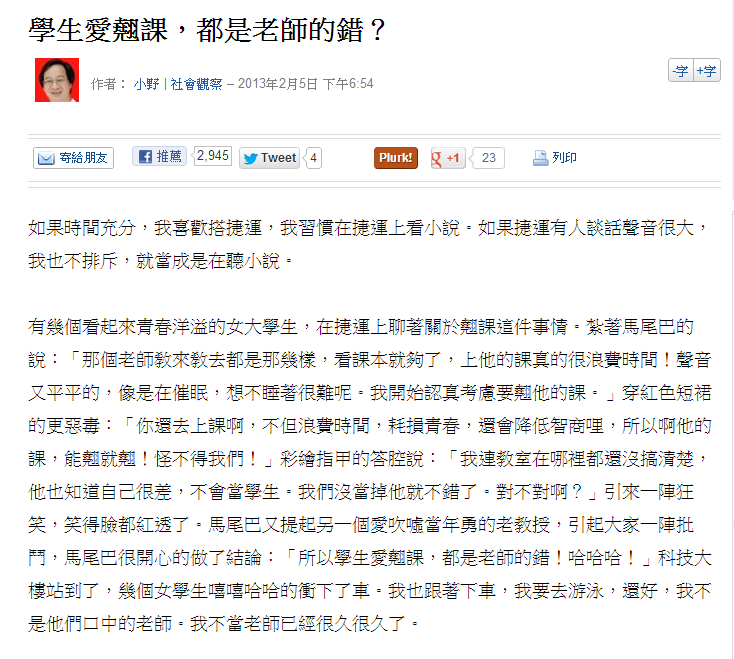 學生愛翹課，都是老師的錯？
作者： 小野 | 社會觀察 – 2013年2月5日 下午6:54
-字 +字
寄給朋友 推薦 2,945 Tweet 4 Plurk! g +1 23 列印
如果時間充分，我喜歡搭捷運，我習慣在捷運上看小說。如果捷運有人談話聲音很大，
我也不排斥，就當成是在聽小說。
有幾個看起來青春洋溢的女大學生，在捷運上聊著關於翹課這件事情。紮著馬尾巴的
說：「那個老師教來教去都是那幾樣，看課本就夠了，上他的課真的很浪費時間！聲音
又平平的，像是在催眠，想不睡著很難呢。我開始認真考慮要翹他的課。」穿紅色短裙
的更惡毒：「你還去上課啊，不但浪費時間，耗損青春，還會降低智商哩，所以啊他的
課，能翹就翹！怪不得我們！」彩繪指甲的答腔說：「我連教室在哪裡都還沒搞清楚，
他也知道自己很差，不會當學生。我們沒當掉他就不錯了。對不對啊？」引來一陣狂
笑，笑得臉都紅透了。馬尾巴又提起另一個愛吹噓當年勇的老教授，引起大家一陣批
鬥，馬尾巴很開心的做了結論：「所以學生愛翹課，都是老師的錯！哈哈哈！」科技大
樓站到了，幾個女學生嘻嘻哈哈的衝下了車。我也跟著下車，我要去游泳，還好，我不
是他們口中的老師。我不當老師已經很久很久了。